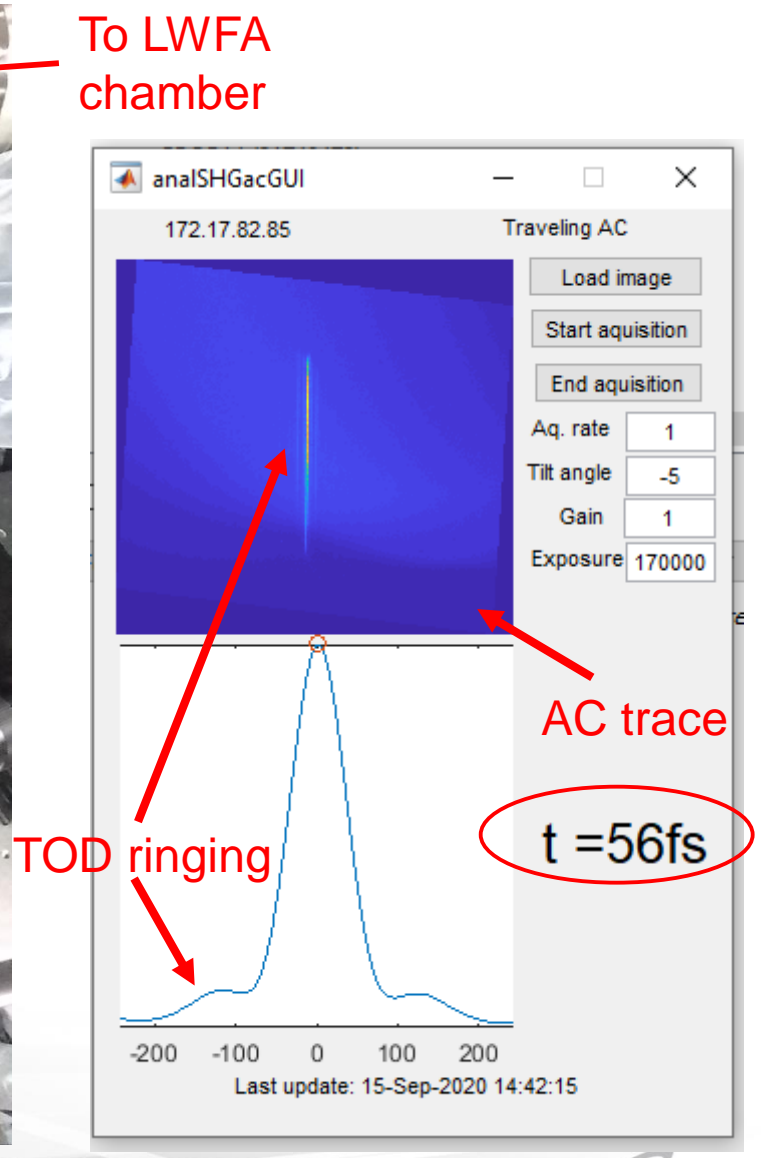 To LWFA
chamber
analSHGacGUI
172.17.82.85
Traveling AC
Load image
Start aquisition
End aquisition
Aq. rate 1
Tilt angle -5
Gain 1
Exposure 170000
AC trace
t =56fs
TOD ringing
-200 -100 0 100 200
Last update: 15-Sep-2020 14:42:15